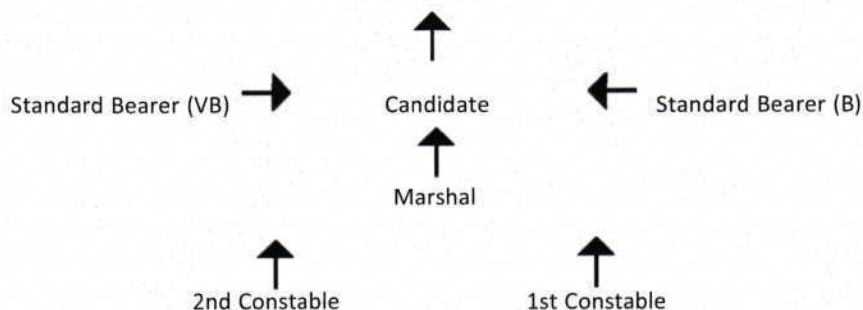 Standard Bearer (VB) Candidate Standard Bearer (B)
Marshal
2nd Constable 1st Constable